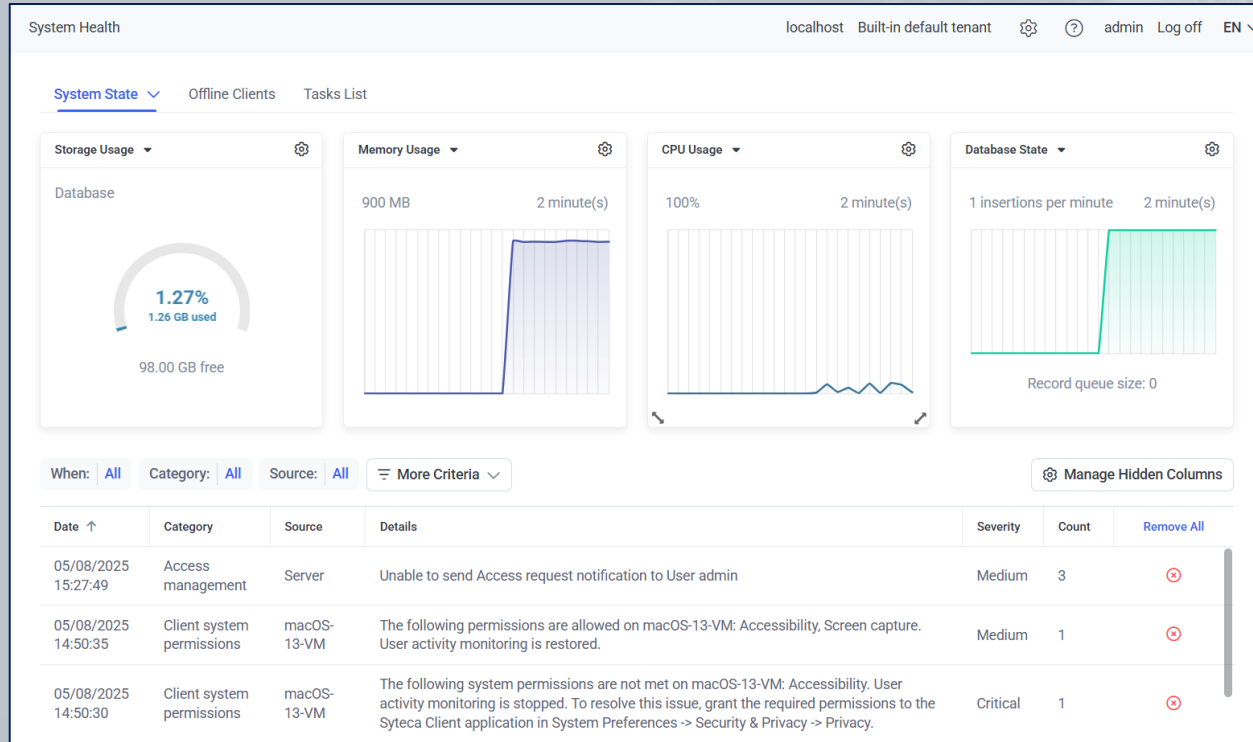 System Health
localhost Built-in default tenant admin Log off EN
System State Offline Clients Tasks List
Storage Usage
Database
1.27%
1.26 GB used
98.00 GB free
Memory Usage
900 MB 2 minute(s)
CPU Usage
100% 2 minute(s)
Database State
1 insertions per minute 2 minute(s)
Record queue size: 0
When: All Category: All Source: All More Criteria
Manage Hidden Columns
Date Category Source Details Severity Count Remove All
05/08/2025
15:27:49
Access
management
Server
Unable to send Access request notification to User admin
Medium
3
05/08/2025
14:50:35
Client system
permissions
macOS-
13-VM
The following permissions are allowed on macOS-13-VM: Accessibility, Screen capture.
User activity monitoring is restored.
Medium
1
05/08/2025
14:50:30
Client system
permissions
macOS-
13-VM
The following system permissions are not met on macOS-13-VM: Accessibility. User
activity monitoring is stopped. To resolve this issue, grant the required permissions to the
Syteca Client application in System Preferences -> Security & Privacy -> Privacy.
Critical
1